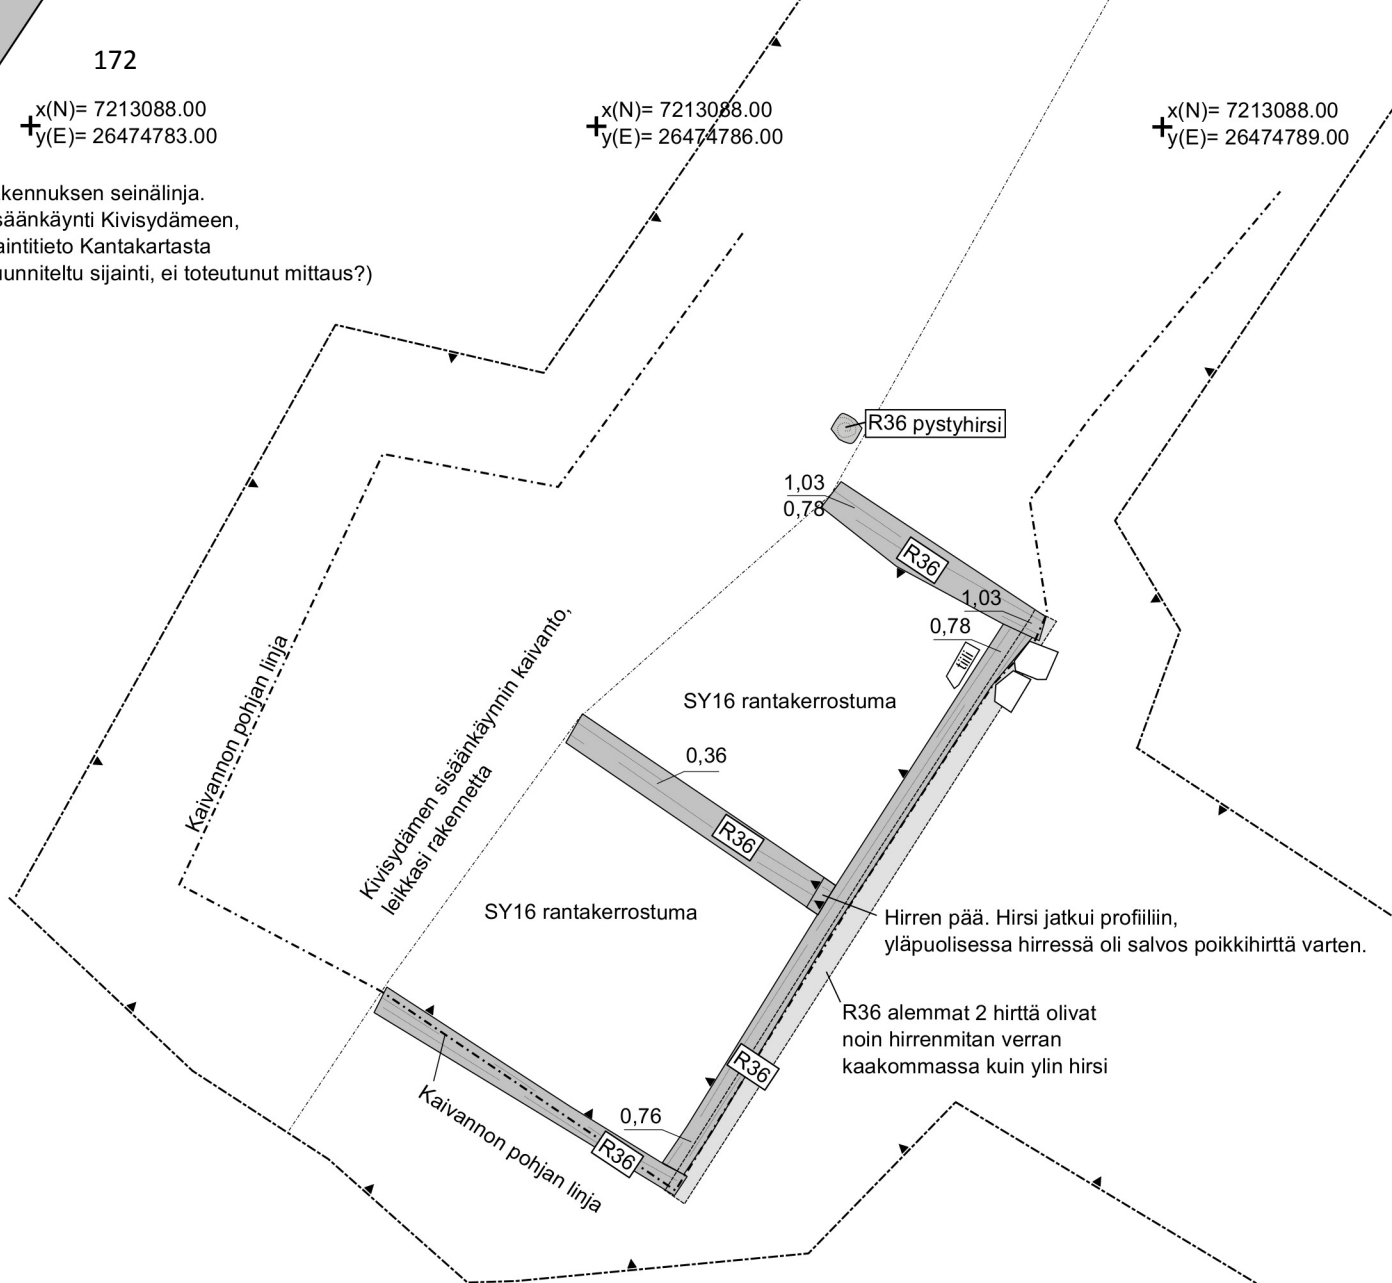 172
x(N)= 7213088.00
y(E)= 26474783.00
x(N)= 7213088.00
y(E)= 26474786.00
x(N)= 7213088.00
y(E)= 26474789.00
kennuksen seinälinja.
säänkäynti Kivisydämeen,
aintitieto Kantakartasta
uunniteltu sijainti, ei toteutunut mittaus?)
R36 pystyhirsi
1,03
0,78
R36
1,03
0,78
tiili
Kaivannon pohjan linja
Kivisydämen sisäänkäynnin kaivanto,
leikkasi rakennetta
SY16 rantakerrostuma
0,36
R36
SY16 rantakerrostuma
Hirren pää. Hirsi jatkui profiiliin,
yläpuolisessa hirressä oli salvos poikkihirttä varten.
R36 alemmat 2 hirttä olivat
noin hirrenmitan verran
kaakommassa kuin ylin hirsi
R36
0,76
R36
Kaivannon pohjan linja